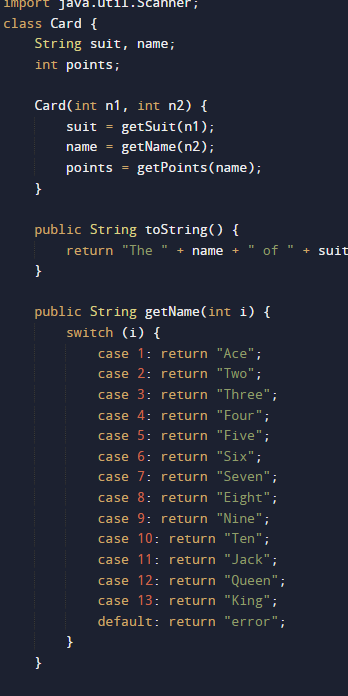 import java.util.Scanner;
class Card {
    String suit, name;
    int points;

    Card(int n1, int n2) {
        suit = getSuit(n1);
        name = getName(n2);
        points = getPoints(name);
    }

    public String toString() {
        return "The " + name + " of " + suit
    }

    public String getName(int i) {
        switch (i) {
            case 1: return "Ace";
            case 2: return "Two";
            case 3: return "Three";
            case 4: return "Four";
            case 5: return "Five";
            case 6: return "Six";
            case 7: return "Seven";
            case 8: return "Eight";
            case 9: return "Nine";
            case 10: return "Ten";
            case 11: return "Jack";
            case 12: return "Queen";
            case 13: return "King";
            default: return "error";
        }
    }